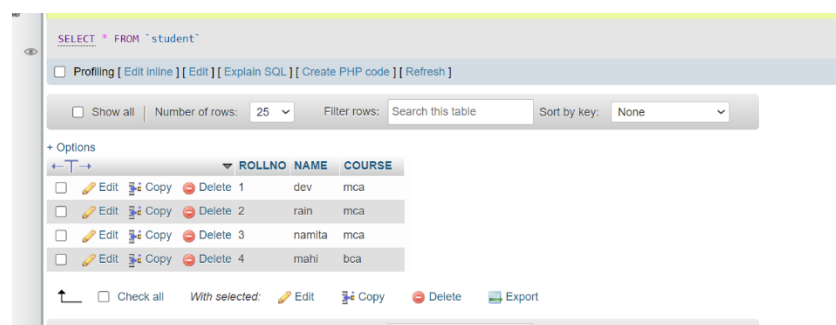 SELECT * FROM `student`
Profiling [ Edit inline ] [ Edit ] [ Explain SQL ] [ Create PHP code ] [ Refresh ]
Show all | Number of rows: 25 Filter rows: Search this table Sort by key: None
+ Options
←T→ ROLLNO NAME COURSE
Edit Copy Delete 1 dev mca
Edit Copy Delete 2 rain mca
Edit Copy Delete 3 namita mca
Edit Copy Delete 4 mahi bca
Check all With selected: Edit Copy Delete Export